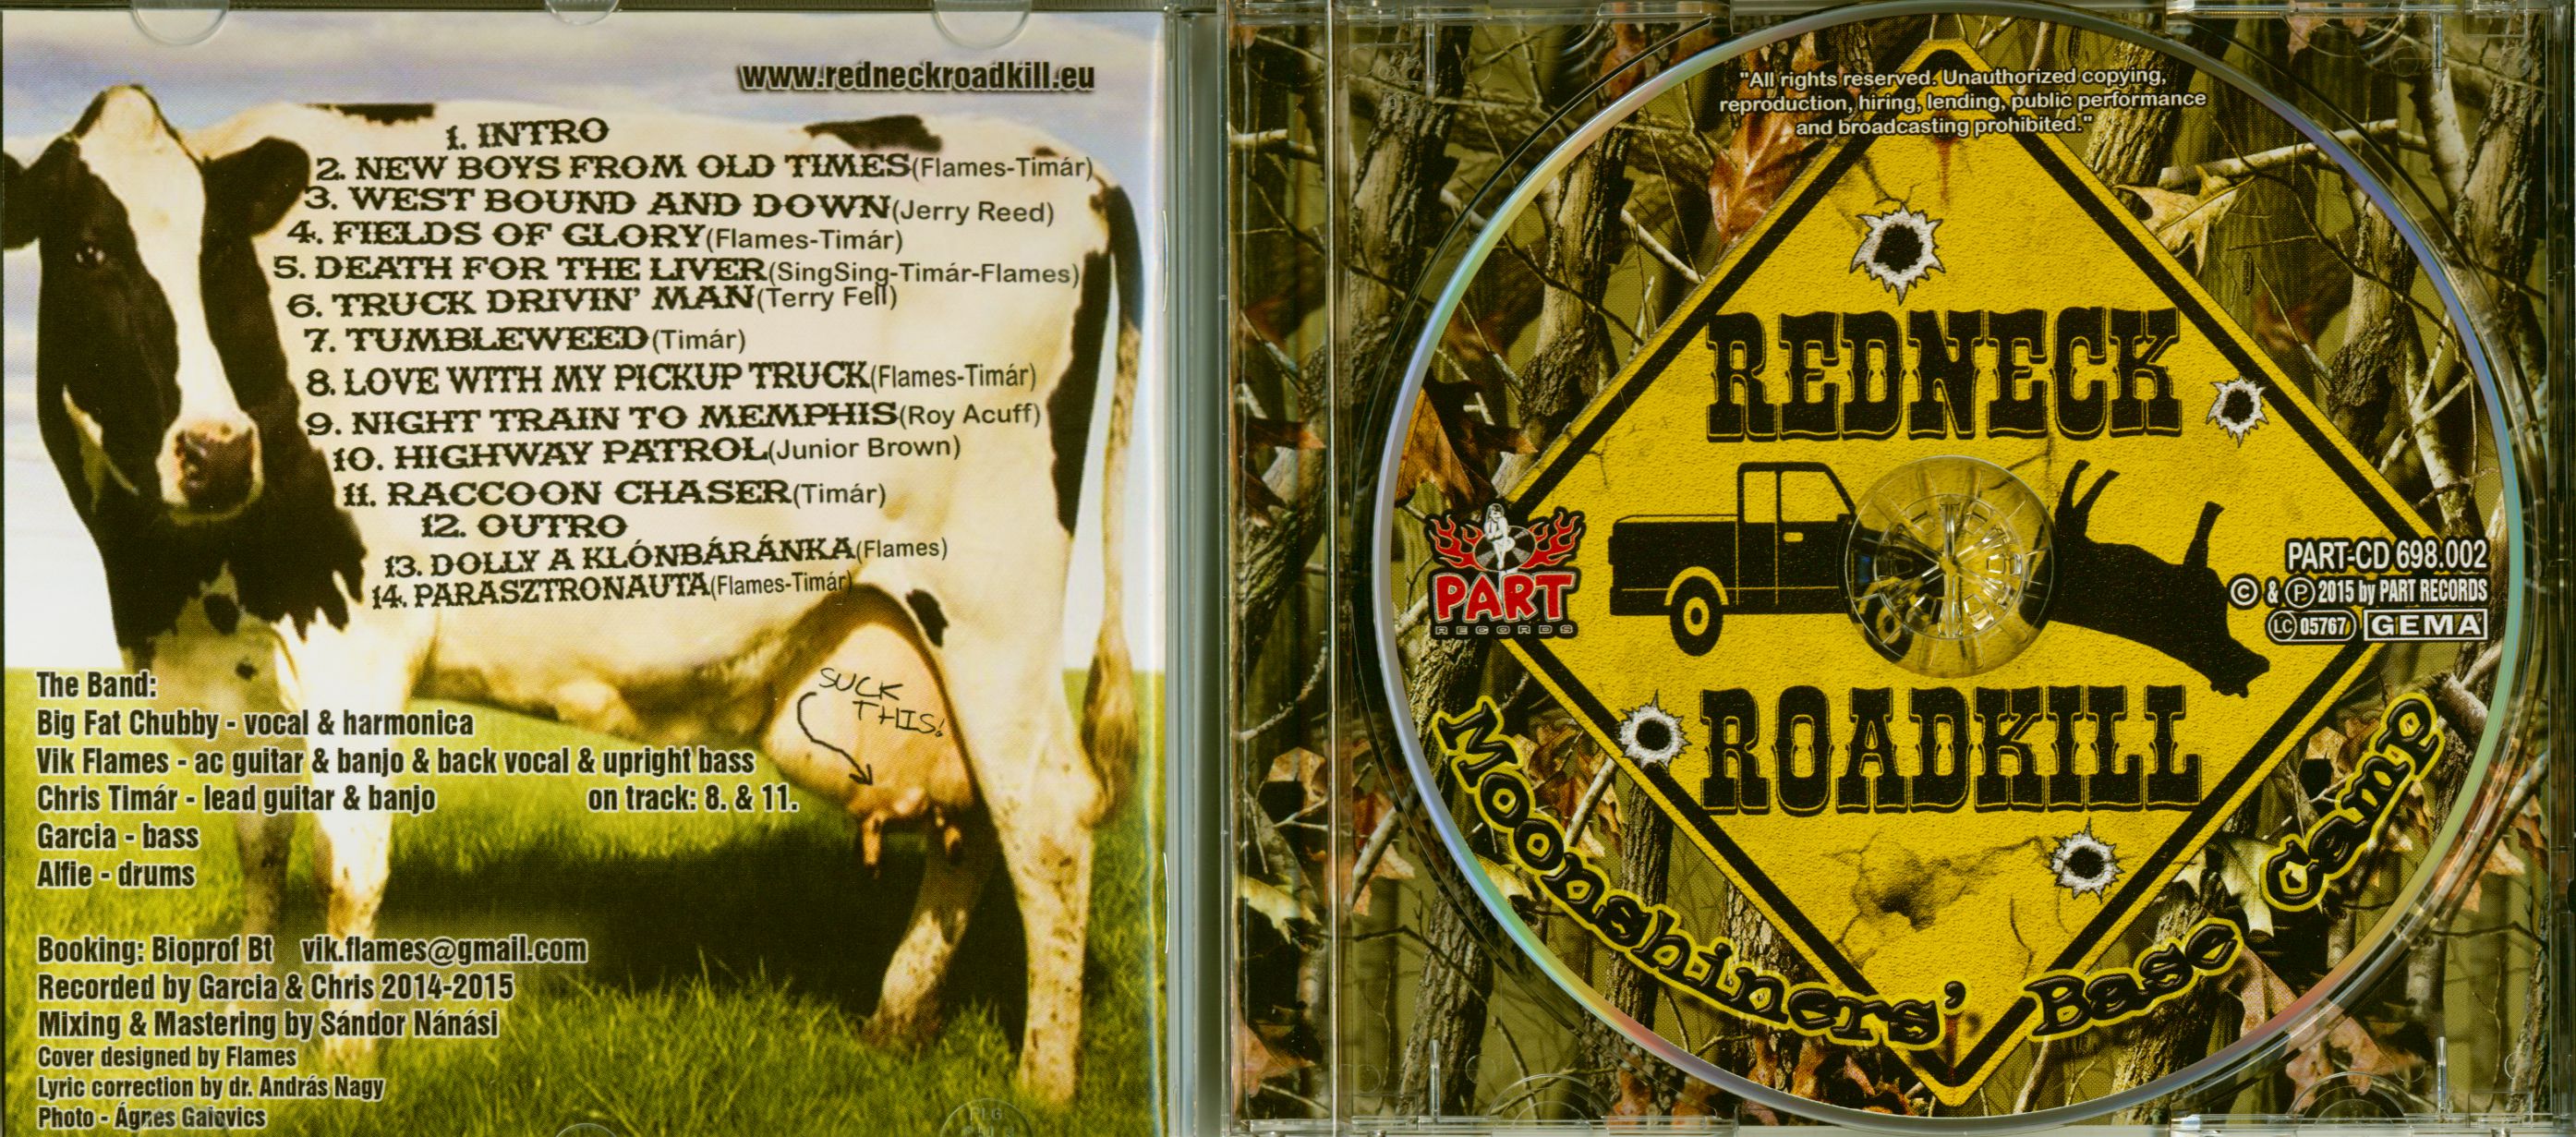 www.redneckroadkill.eu
1. INTRO
2. NEW BOYS FROM OLD TIMES(Flames-Timár)
3. WEST BOUND AND DOWN(Jerry Reed)
4. FIELDS OF GLORY(Flames-Timár)
5. DEATH FOR THE LIVER(SingSing-Timár-Flames)
6. TRUCK DRIVIN' MAN(Terry Fell)
7. TUMBLEWEED(Timár)
8. LOVE WITH MY PICKUP TRUCK(Flames-Timár)
9. NIGHT TRAIN TO MEMPHIS(Roy Acuff)
10. HIGHWAY PATROL(Junior Brown)
11. RACCOON CHASER(Timár)
12. OUTRO
13. DOLLY A KLÓNBÁRÁNKA(Flames)
14. PARASZTRONAUTA(Flames-Timár)
SUCK
THIS!
The Band:
Big Fat Chubby - vocal & harmonica
Vik Flames - ac guitar & banjo & back vocal & upright bass
Chris Timár - lead guitar & banjo on track: 8. & 11.
Garcia - bass
Alfie - drums
Booking: Bioprof Bt vik.flames@gmail.com
Recorded by Garcia & Chris 2014-2015
Mixing & Mastering by Sándor Nánási
Cover designed by Flames
Lyric correction by dr. András Nagy
Photo - Ágnes Gaievics
"All rights reserved. Unauthorized copying,
reproduction, hiring, lending, public performance
and broadcasting prohibited."
REDNECK
PART
RECORDS
PART-CD 698.002
© & ℗ 2015 by PART RECORDS
LC 05767 GEMA
ROADKILL
Moonshiners' Base Camp